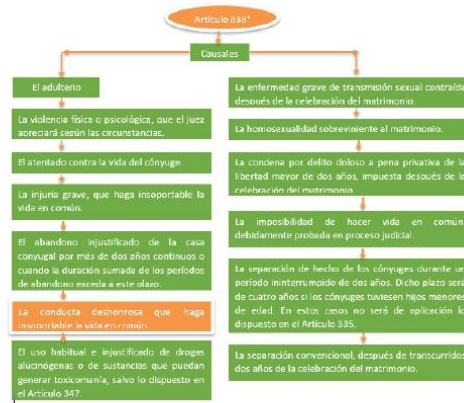 Artículo 333°
Causales
El adulterio
La violencia física o psicológica, que el juez
apreciará según las circunstancias.
El atentado contra la vida del cónyuge.
La injuria grave, que haga insoportable la
vida en común.
El abandono injustificado de la casa
conyugal por más de dos años continuos o
cuando la duración sumada de los períodos
de abandono exceda a este plazo.
La conducta deshonrosa que haga
insoportable la vida en común
El uso habitual e injustificado de drogas
alucinógenas o de sustancias que puedan
generar toxicomanía, salvo lo dispuesto en
el Artículo 347.
La enfermedad grave de transmisión sexual contraída
después de la celebración del matrimonio.
La homosexualidad sobreviniente al matrimonio.
La condena por delito doloso a pena privativa de la
libertad mayor de dos años, impuesta después de la
celebración del matrimonio
La imposibilidad de hacer vida en común,
debidamente probada en proceso judicial.
La separación de hecho de los cónyuges durante un
período ininterrumpido de dos años. Dicho plazo será
de cuatro años si los cónyuges tuviesen hijos menores
de edad. En estos casos no será de aplicación lo
dispuesto en el Artículo 335.
La separación convencional, después de transcurridos
dos años de la celebración del matrimonio.